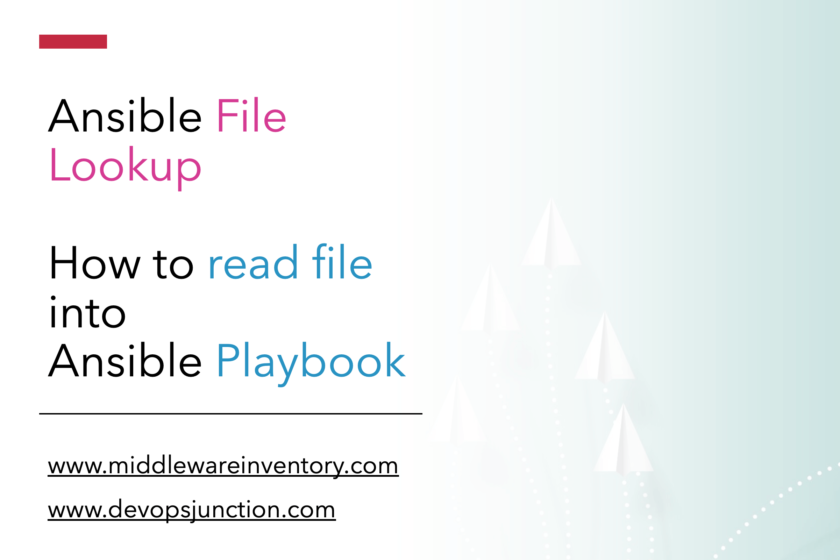 Ansible File
Lookup
How to read file
into
Ansible Playbook
www.middlewareinventory.com
www.devopsjunction.com